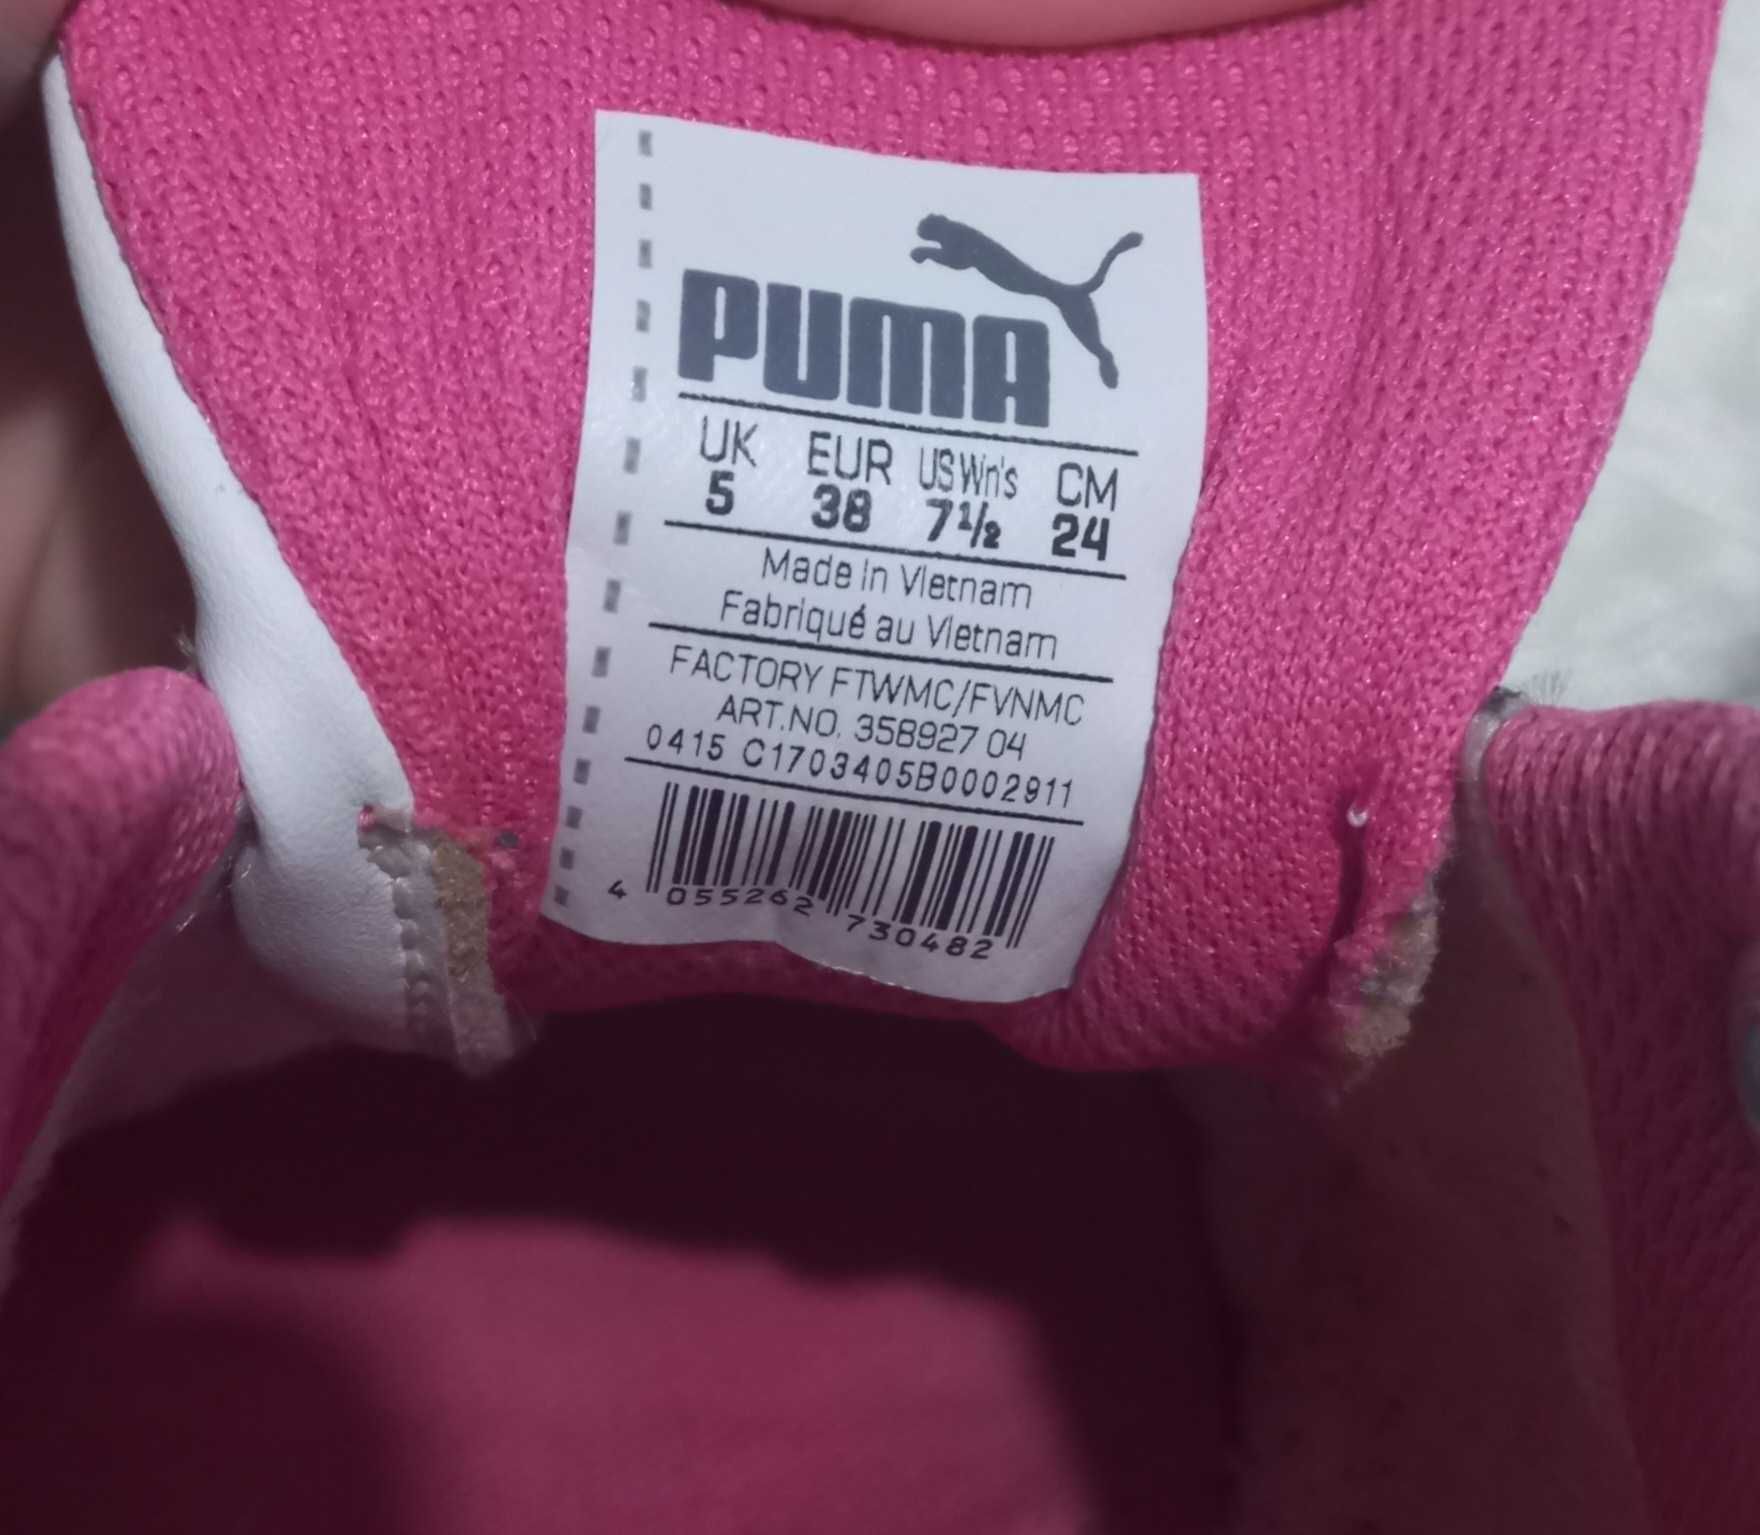 PUMA
UK EUR US Wn's CM
5 38 7½ 24
Made in Vietnam
Fabriqué au Vietnam
FACTORY FTWMC/FVNMC
ART.NO. 358927 04
0415 C1703405B0002911
4 055262 730482